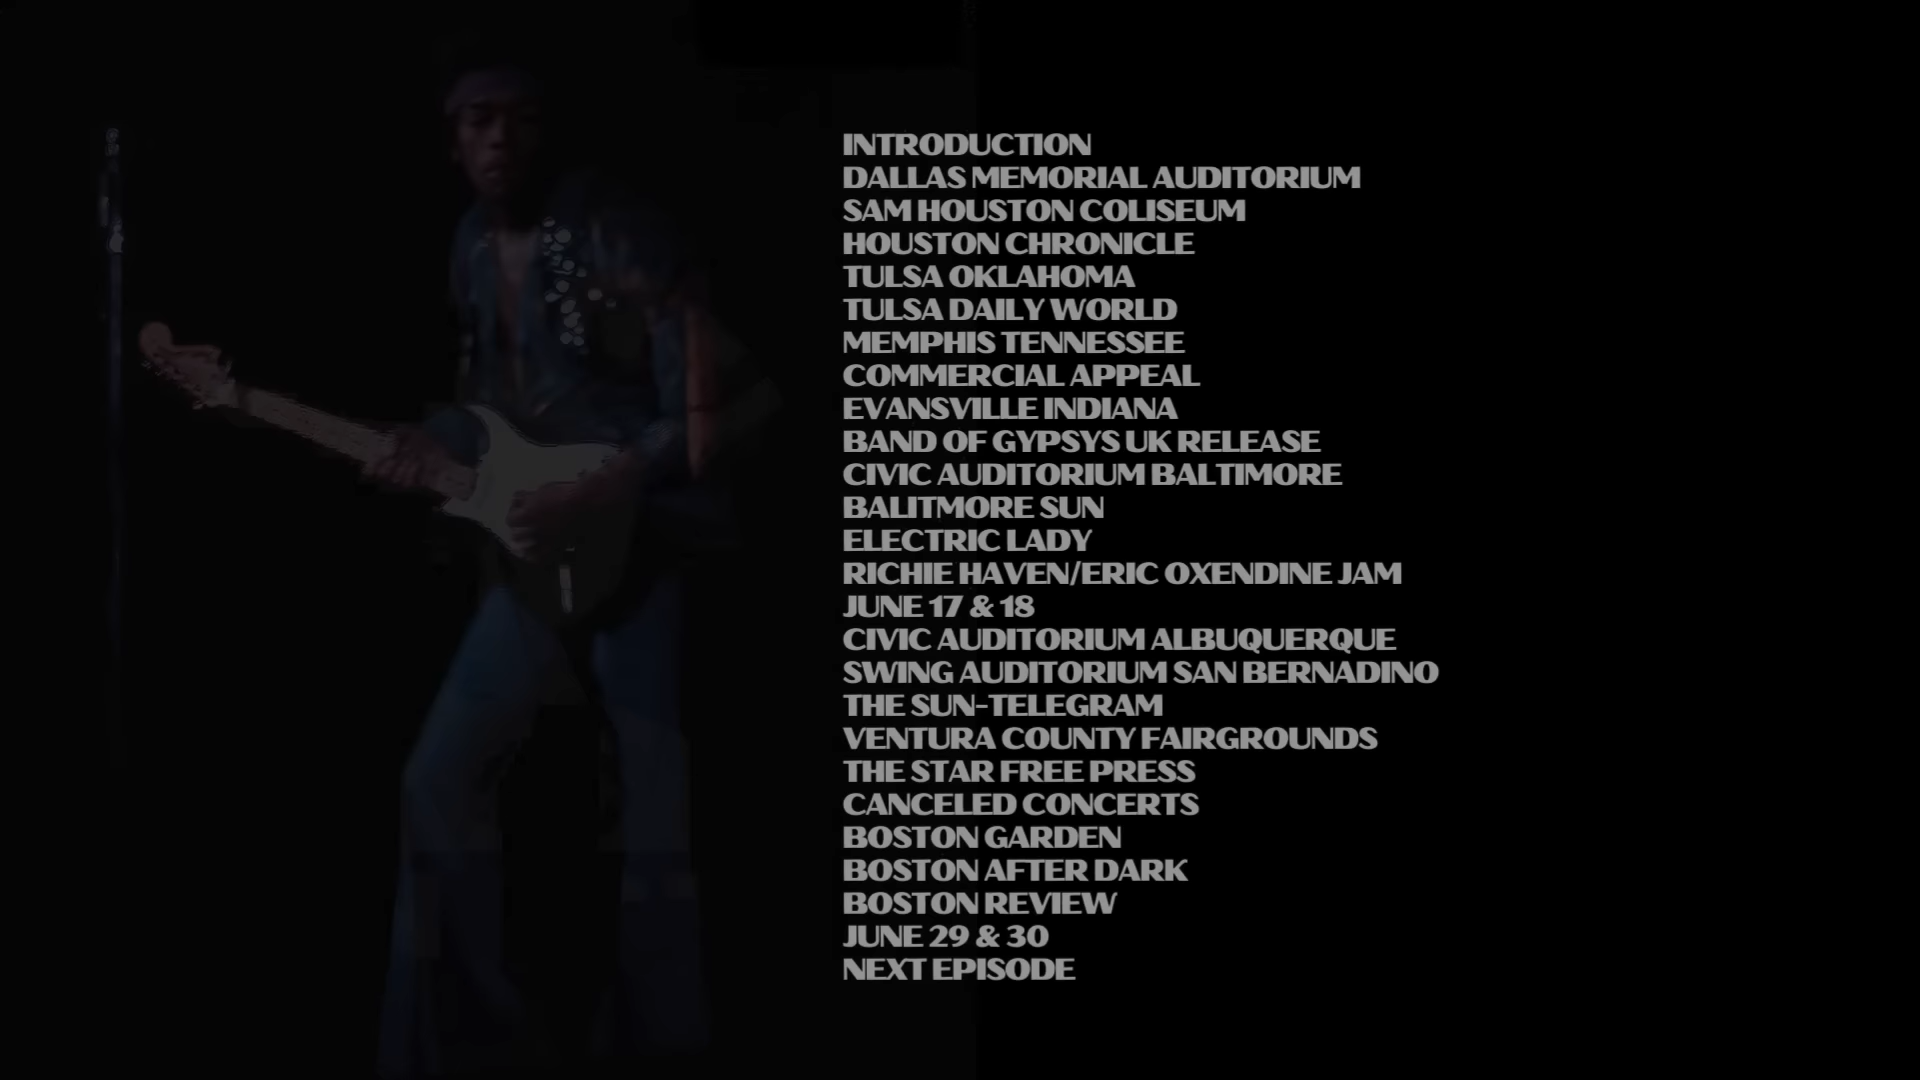 INTRODUCTION
DALLAS MEMORIAL AUDITORIUM
SAM HOUSTON COLISEUM
HOUSTON CHRONICLE
TULSA OKLAHOMA
TULSA DAILY WORLD
MEMPHIS TENNESSEE
COMMERCIAL APPEAL
EVANSVILLE INDIANA
BAND OF GYPSYS UK RELEASE
CIVIC AUDITORIUM BALTIMORE
BALITMORE SUN
ELECTRIC LADY
RICHIE HAVEN/ERIC OXENDINE JAM
JUNE 17 & 18
CIVIC AUDITORIUM ALBUQUERQUE
SWING AUDITORIUM SAN BERNADINO
THE SUN-TELEGRAM
VENTURA COUNTY FAIRGROUNDS
THE STAR FREE PRESS
CANCELED CONCERTS
BOSTON GARDEN
BOSTON AFTER DARK
BOSTON REVIEW
JUNE 29 & 30
NEXT EPISODE